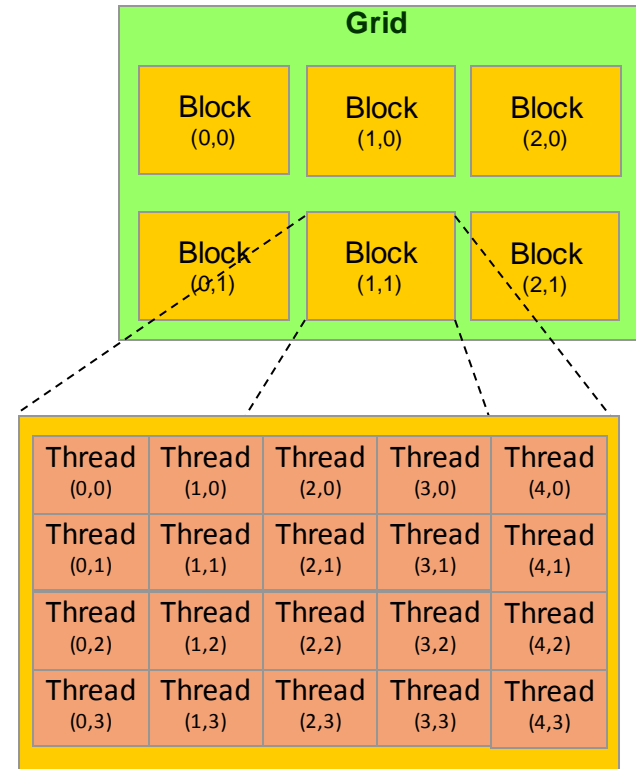 Grid
Block Block Block
(0,0) (1,0) (2,0)
Block Block Block
(0,1) (1,1) (2,1)
Thread Thread Thread Thread Thread
(0,0) (1,0) (2,0) (3,0) (4,0)
Thread Thread Thread Thread Thread
(0,1) (1,1) (2,1) (3,1) (4,1)
Thread Thread Thread Thread Thread
(0,2) (1,2) (2,2) (3,2) (4,2)
Thread Thread Thread Thread Thread
(0,3) (1,3) (2,3) (3,3) (4,3)